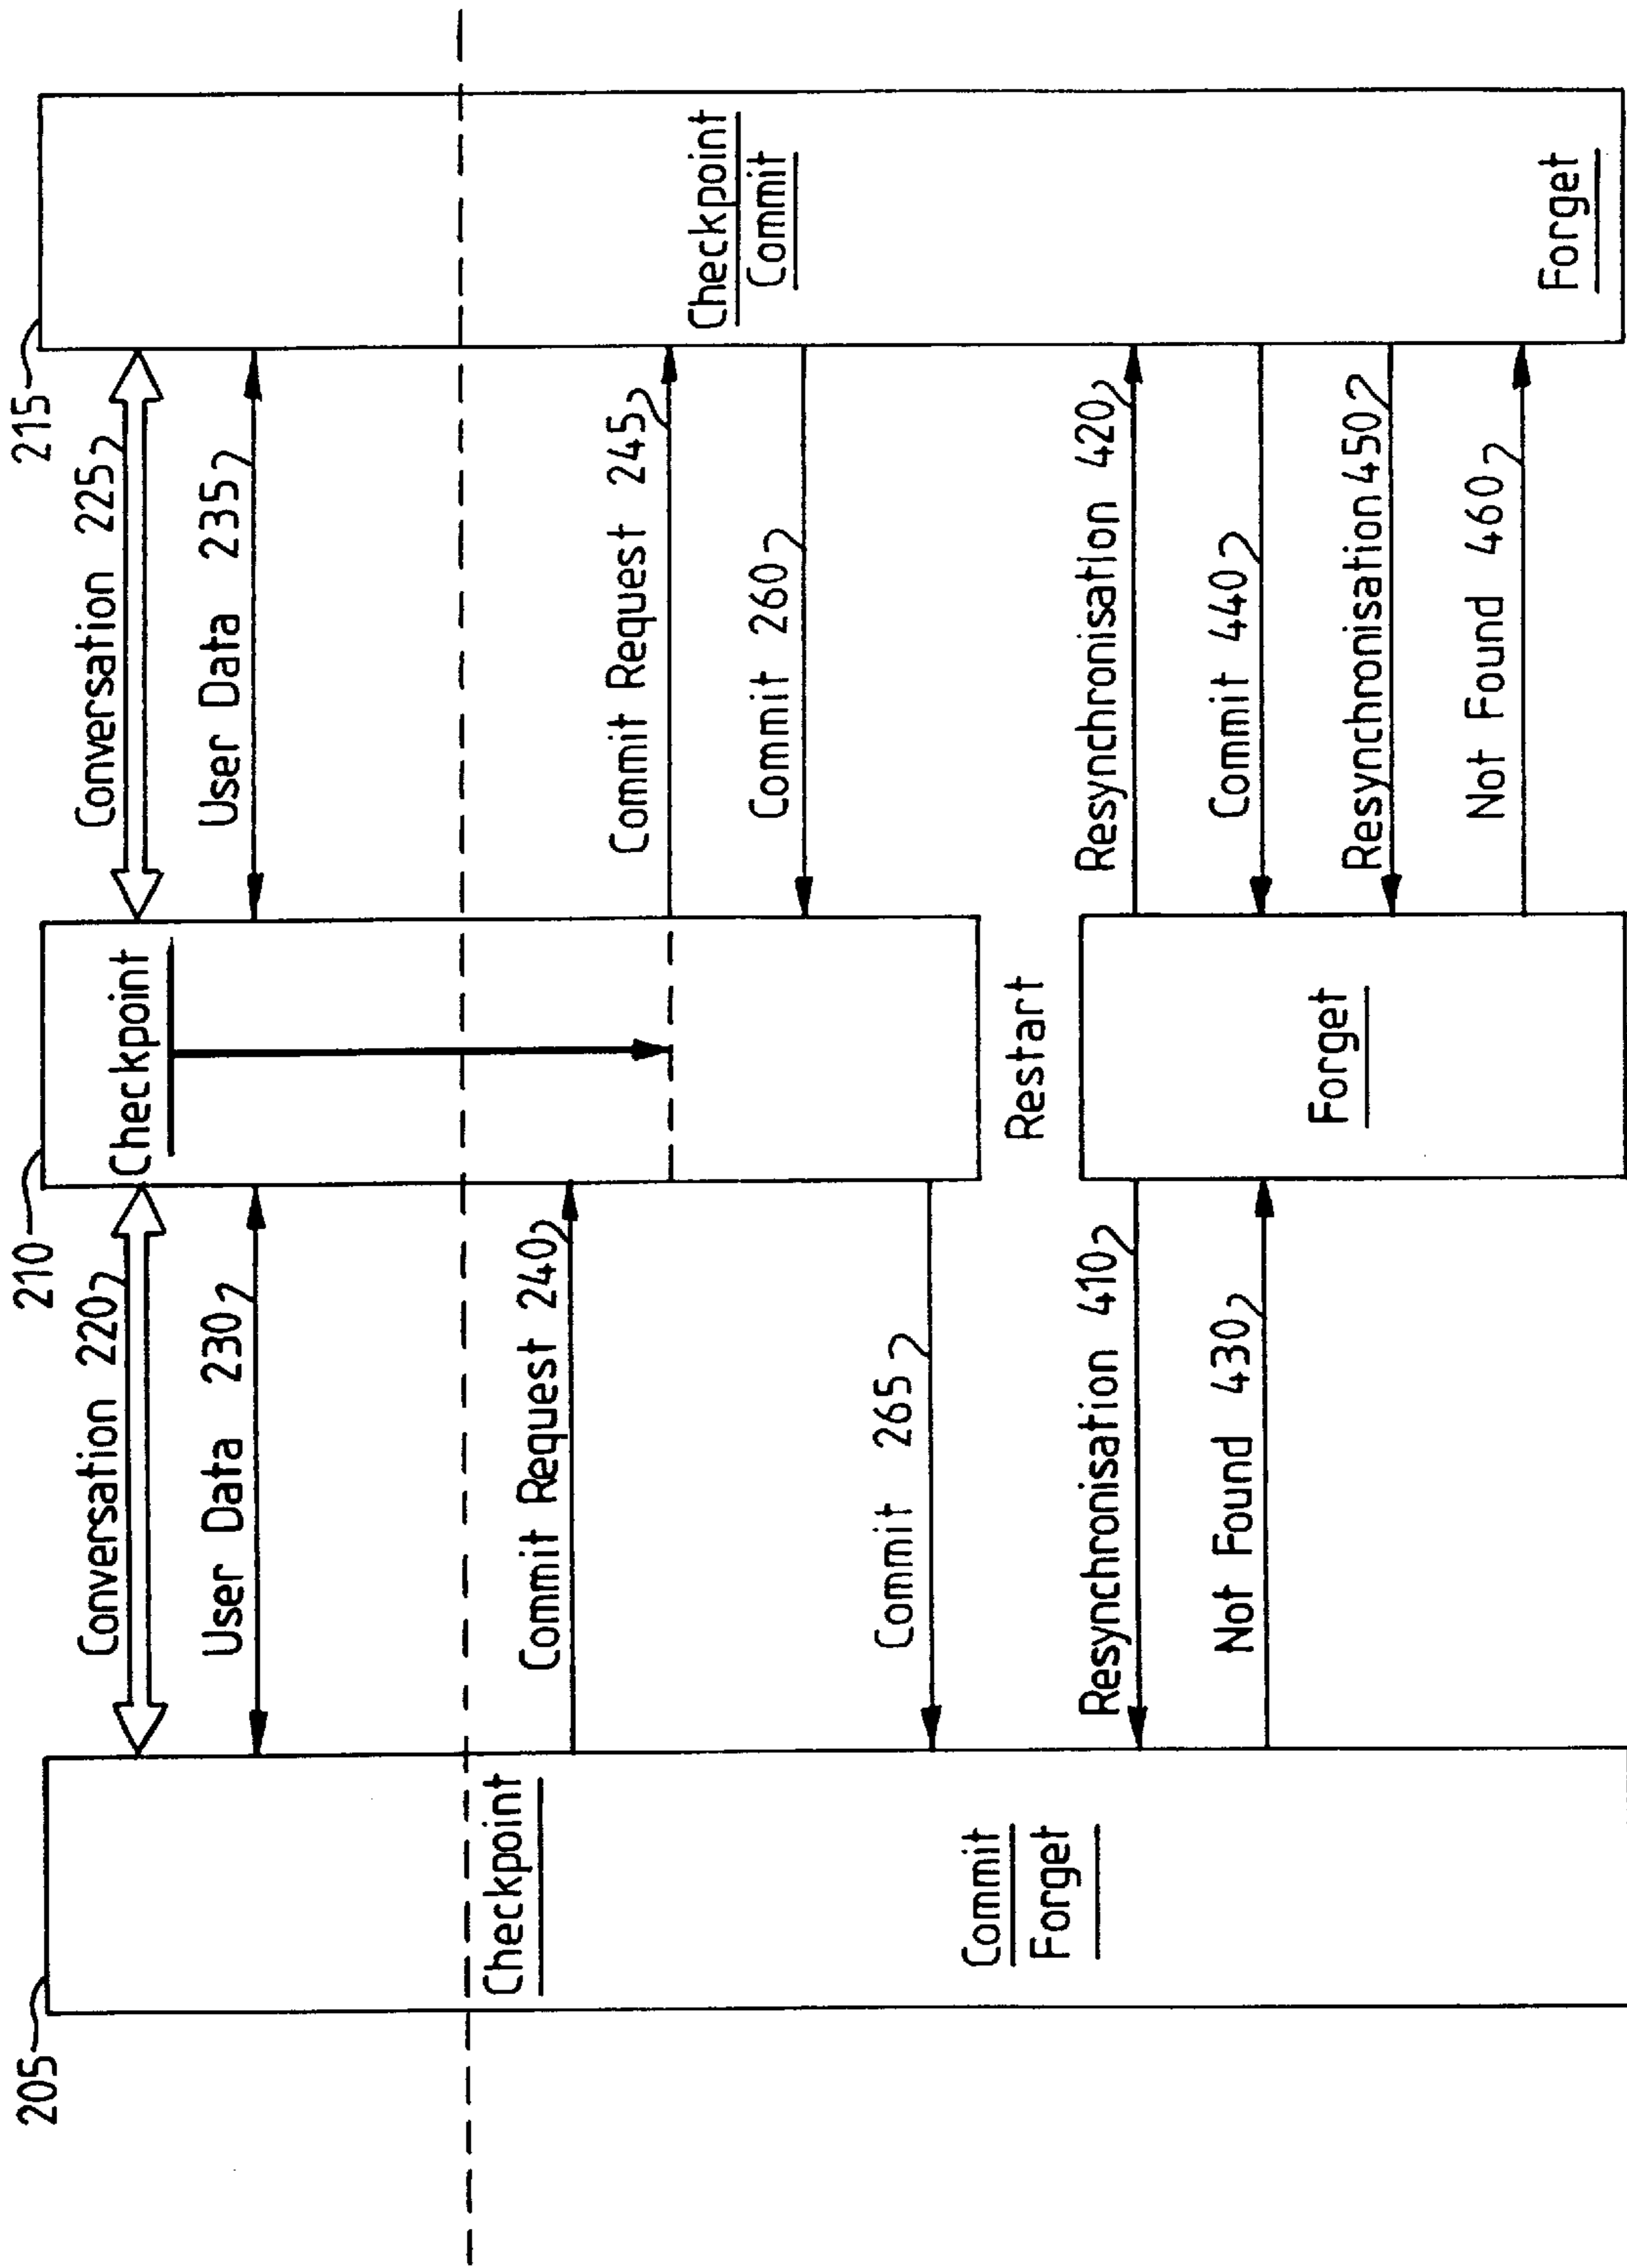 205
210
215
Conversation 220
Conversation 225
Checkpoint
User Data 230
User Data 235
Checkpoint
Commit Request 240
Commit Request 245
Checkpoint
Commit
Commit 260
Commit 265
Commit
Forget
Restart
Resynchronisation 410
Resynchronisation 420
Not Found 430
Commit 440
Forget
Resynchronisation 450
Not Found 460
Forget